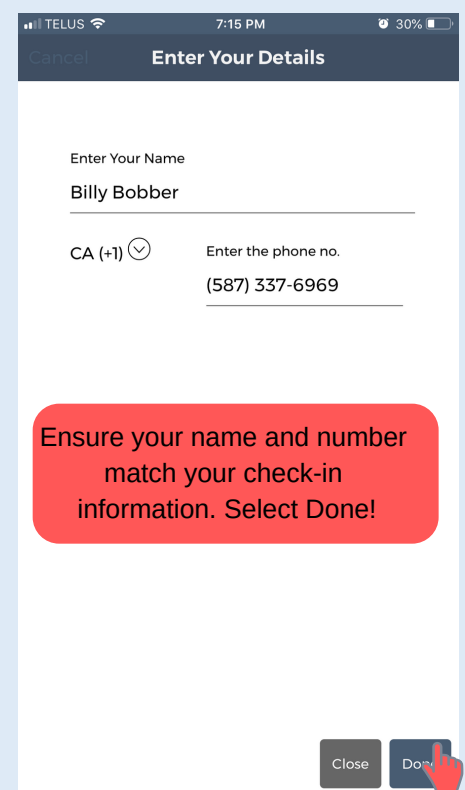 TELUS 7:15 PM 30%
Cancel Enter Your Details
Enter Your Name
Billy Bobber
CA (+1) Enter the phone no.
(587) 337-6969
Ensure your name and number
match your check-in
information. Select Done!
Close Done